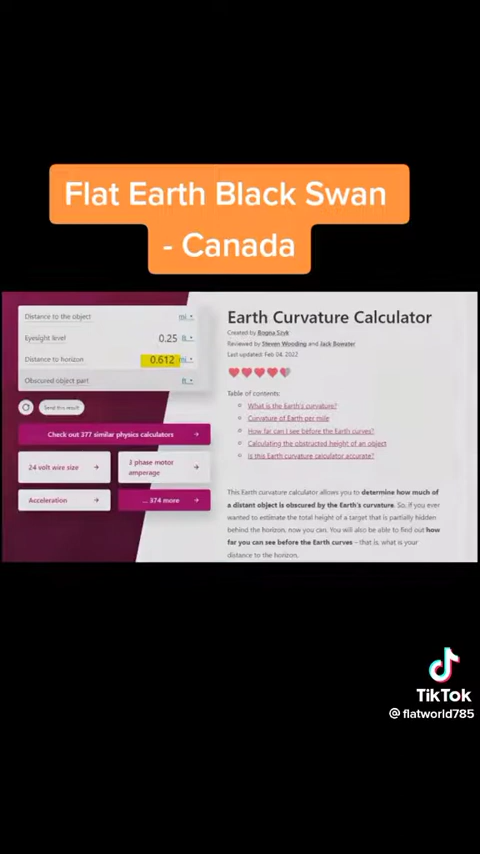 Flat Earth Black Swan
- Canada
Distance to the object
mi
Eyesight level
0.25
ft
Distance to horizon
0.612
mi
Obscured object part
ft
Send this result
Check out 377 similar physics calculators →
24 volt wire size →
3 phase motor
amperage →
Acceleration →
... 374 more →
Earth Curvature Calculator
Created by Bogna Szyk
Reviewed by Steven Wooding and Jack Bowater
Last updated: Feb 04, 2022
Table of contents:
What is the Earth's curvature?
Curvature of Earth per mile
How far can I see before the Earth curves?
Calculating the obstructed height of an object
Is this Earth curvature calculator accurate?
This Earth curvature calculator allows you to determine how much of
a distant object is obscured by the Earth's curvature. So, if you ever
wanted to estimate the total height of a target that is partially hidden
behind the horizon, now you can. You will also be able to find out how
far you can see before the Earth curves – that is, what is your
distance to the horizon.
TikTok
@flatworld785